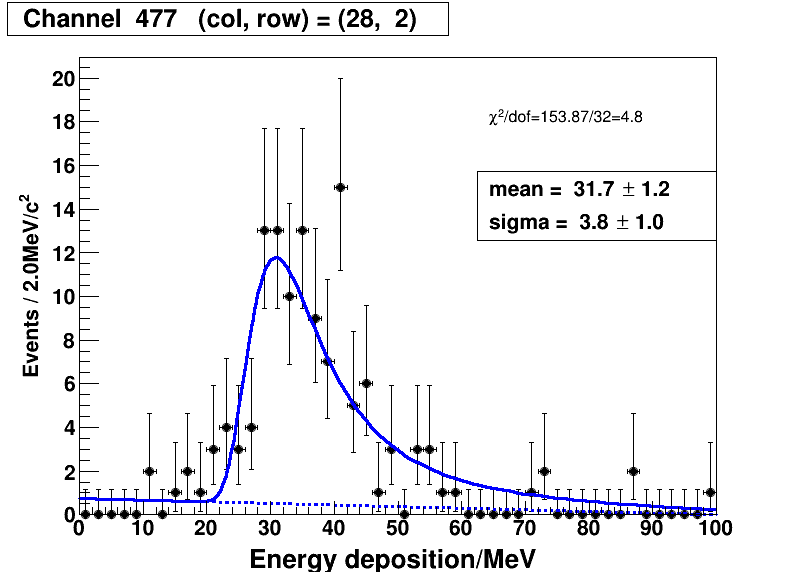 Channel 477 (col, row) = (28, 2)
χ²/dof=153.87/32=4.8
mean = 31.7 ± 1.2
sigma = 3.8 ± 1.0
Events / 2.0MeV/c²
20
18
16
14
12
10
8
6
4
2
0
0 10 20 30 40 50 60 70 80 90 100
Energy deposition/MeV